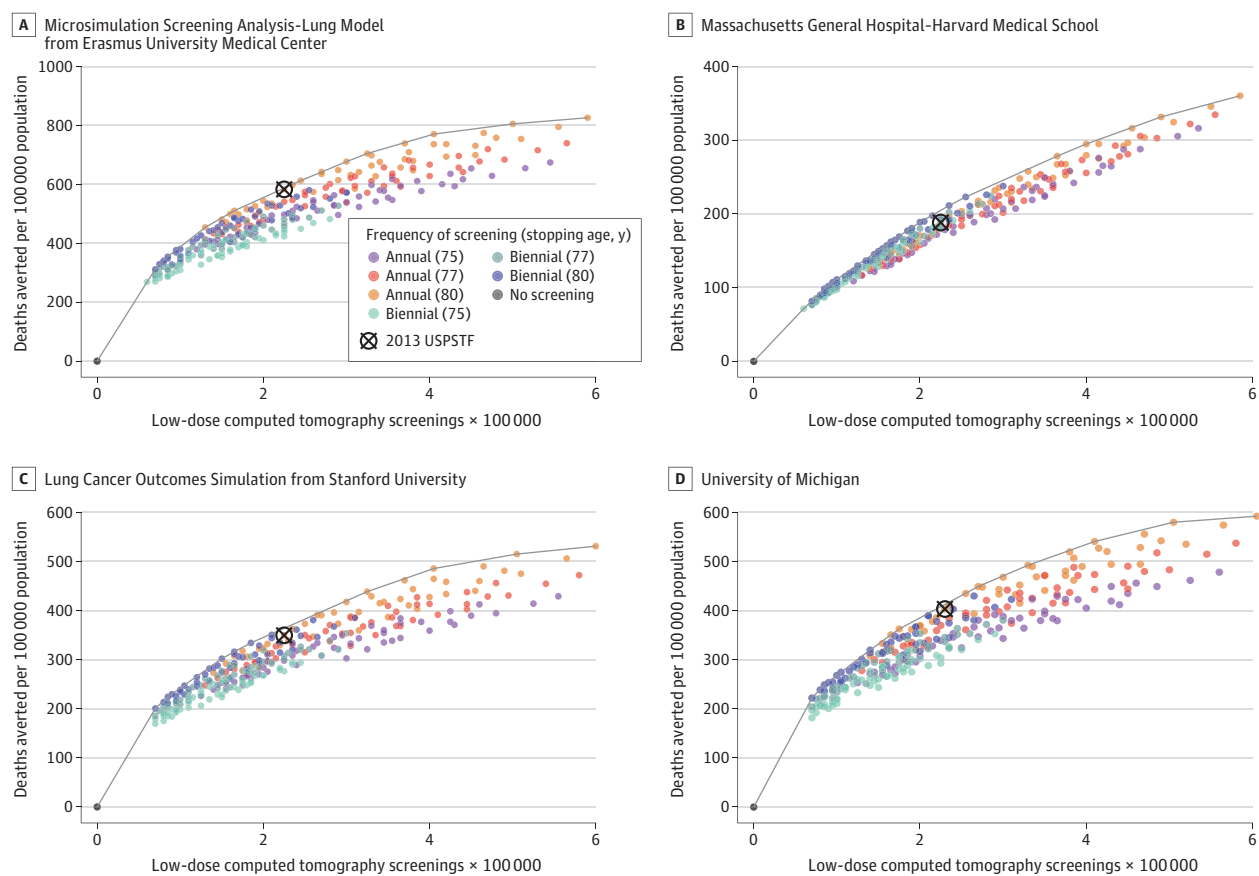 A Microsimulation Screening Analysis-Lung Model
from Erasmus University Medical Center
Deaths averted per 100 000 population
1000
800
600
400
200
0
0 2 4 6
Low-dose computed tomography screenings × 100 000
Frequency of screening (stopping age, y)
Annual (75) Biennial (77)
Annual (77) Biennial (80)
Annual (80) No screening
Biennial (75)
2013 USPSTF
B Massachusetts General Hospital-Harvard Medical School
Deaths averted per 100 000 population
400
300
200
100
0
0 2 4 6
Low-dose computed tomography screenings × 100 000
C Lung Cancer Outcomes Simulation from Stanford University
Deaths averted per 100 000 population
600
500
400
300
200
100
0
0 2 4 6
Low-dose computed tomography screenings × 100 000
D University of Michigan
Deaths averted per 100 000 population
600
500
400
300
200
100
0
0 2 4 6
Low-dose computed tomography screenings × 100 000